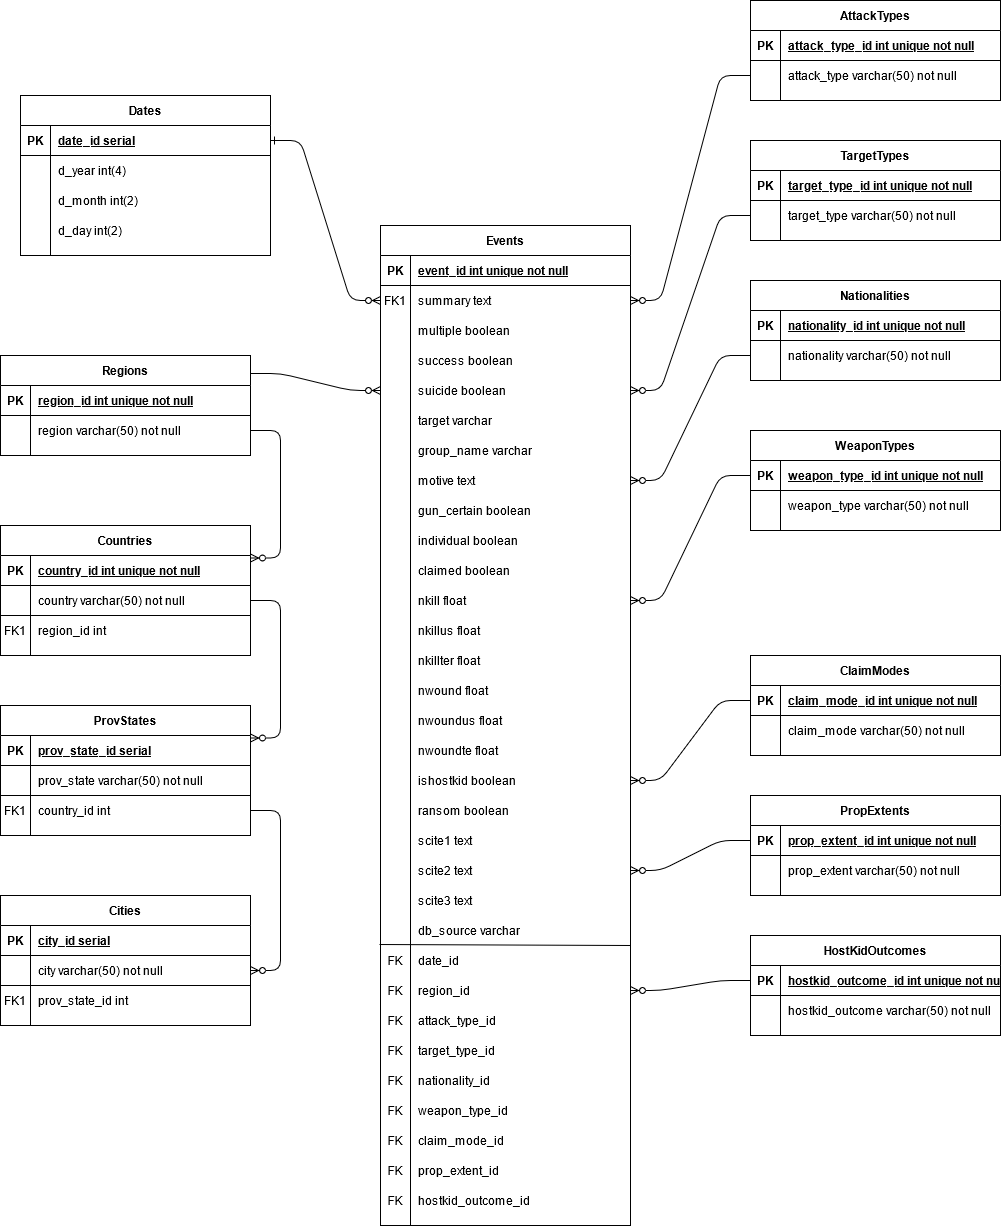 AttackTypes
PK attack_type_id int unique not null
attack_type varchar(50) not null
Dates
PK date_id serial
d_year int(4)
d_month int(2)
d_day int(2)
TargetTypes
PK target_type_id int unique not null
target_type varchar(50) not null
Events
PK event_id int unique not null
FK1 summary text
multiple boolean
success boolean
suicide boolean
target varchar
group_name varchar
motive text
gun_certain boolean
individual boolean
claimed boolean
nkill float
nkillus float
nkillter float
nwound float
nwoundus float
nwoundte float
ishostkid boolean
ransom boolean
scite1 text
scite2 text
scite3 text
db_source varchar
FK date_id
FK region_id
FK attack_type_id
FK target_type_id
FK nationality_id
FK weapon_type_id
FK claim_mode_id
FK prop_extent_id
FK hostkid_outcome_id
Nationalities
PK nationality_id int unique not null
nationality varchar(50) not null
Regions
PK region_id int unique not null
region varchar(50) not null
WeaponTypes
PK weapon_type_id int unique not null
weapon_type varchar(50) not null
Countries
PK country_id int unique not null
country varchar(50) not null
FK1 region_id int
ClaimModes
PK claim_mode_id int unique not null
claim_mode varchar(50) not null
ProvStates
PK prov_state_id serial
prov_state varchar(50) not null
FK1 country_id int
PropExtents
PK prop_extent_id int unique not null
prop_extent varchar(50) not null
Cities
PK city_id serial
city varchar(50) not null
FK1 prov_state_id int
HostKidOutcomes
PK hostkid_outcome_id int unique not nu
hostkid_outcome varchar(50) not null